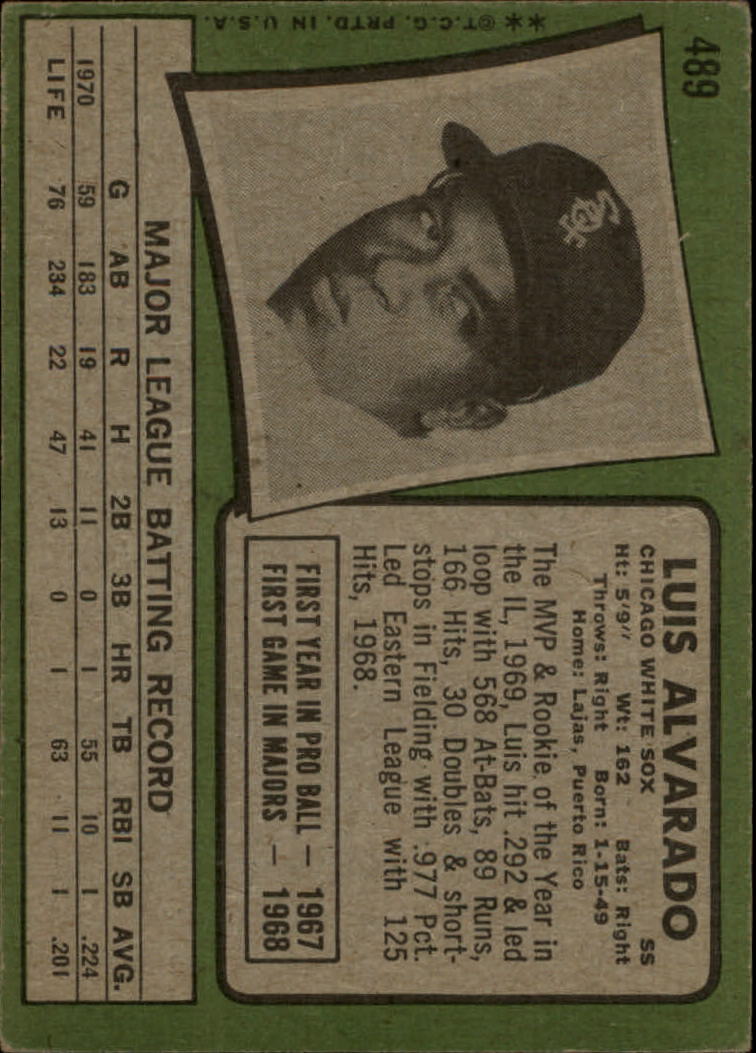 489
LUIS ALVARADO
CHICAGO WHITE SOX SS
Ht: 5'9" Wt: 162 Bats: Right
Throws: Right Born: 1-15-49
Home: Lajas, Puerto Rico
The MVP & Rookie of the Year in
the IL, 1969, Luis hit .292 & led
loop with 568 At-Bats, 89 Runs,
166 Hits, 30 Doubles & short-
stops in Fielding with .977 Pct.
Led Eastern League with 125
Hits, 1968.
FIRST YEAR IN PRO BALL — 1967
FIRST GAME IN MAJORS — 1968
MAJOR LEAGUE BATTING RECORD
G AB R H 2B 3B HR TB RBI SB AVG.
1970 59 183 19 41 11 0 1 55 10 1 .224
LIFE 76 234 22 47 13 0 1 63 11 1 .201
**©T.C.G. PRTD. IN U.S.A.